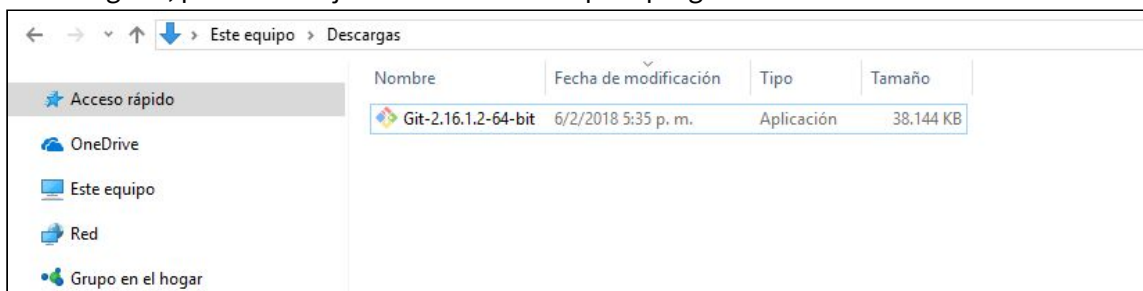 Este equipo > Descargas
Nombre Fecha de modificación Tipo Tamaño
Acceso rápido
Git-2.16.1.2-64-bit 6/2/2018 5:35 p. m. Aplicación 38.144 KB
OneDrive
Este equipo
Red
Grupo en el hogar